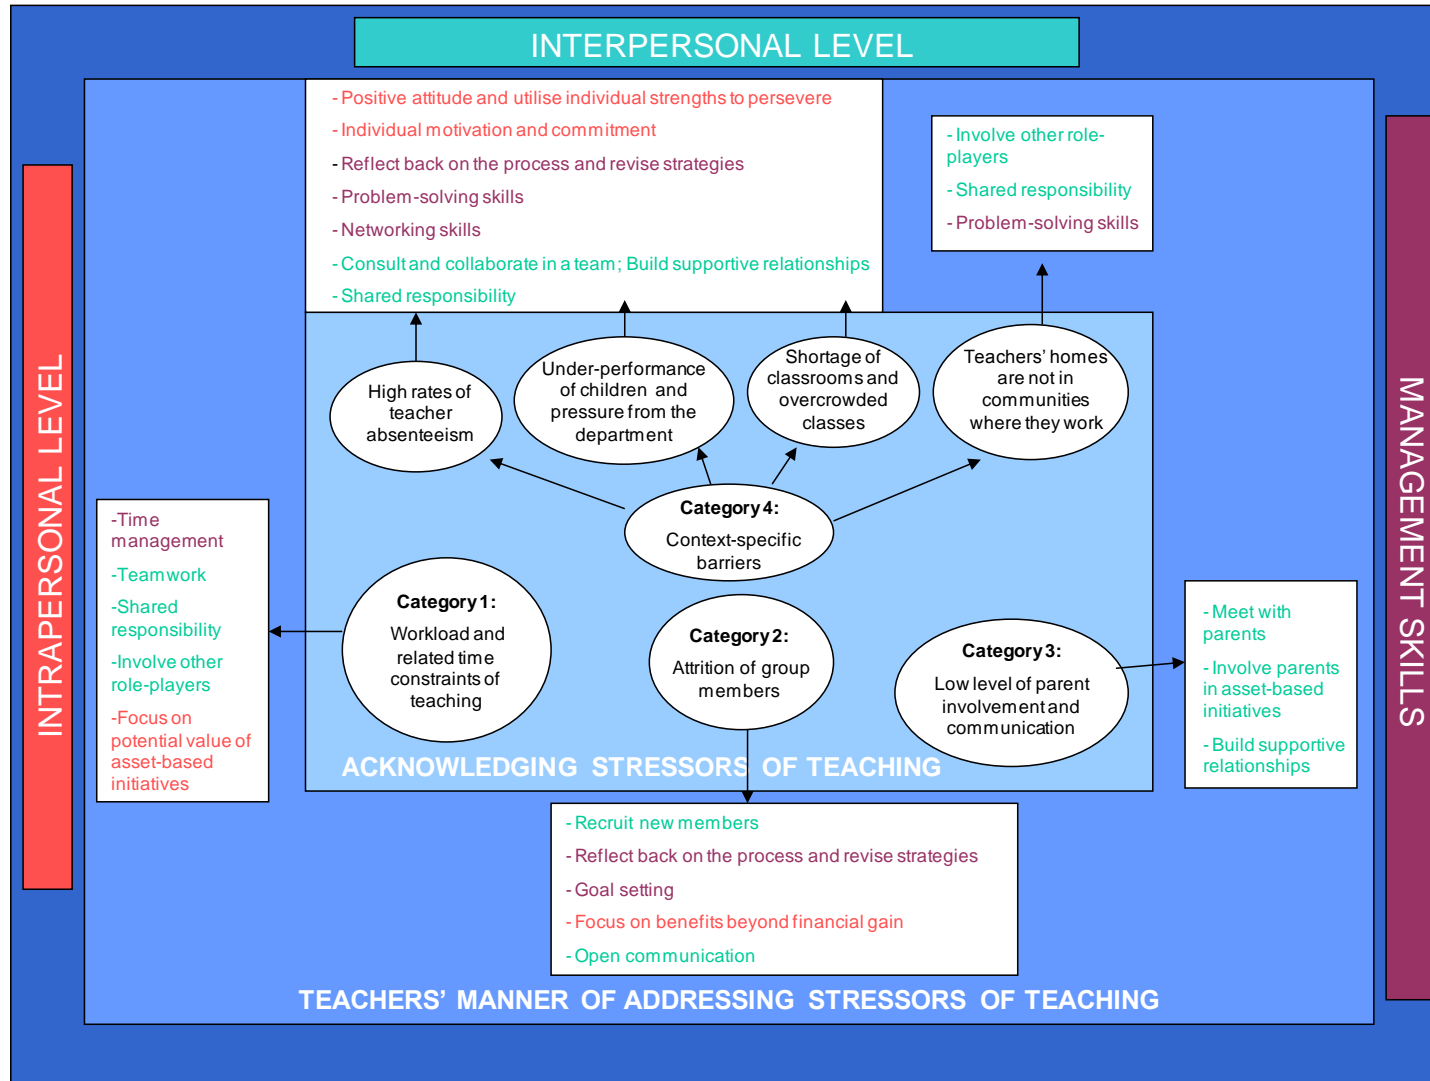 INTERPERSONAL LEVEL
- Positive attitude and utilise individual strengths to persevere
- Individual motivation and commitment
- Reflect back on the process and revise strategies
- Problem-solving skills
- Networking skills
- Consult and collaborate in a team; Build supportive relationships
- Shared responsibility
- Involve other role-
players
- Shared responsibility
- Problem-solving skills
INTRAPERSONAL LEVEL
MANAGEMENT SKILLS
High rates of
teacher
absenteeism
Under-performance
of children and
pressure from the
department
Shortage of
classrooms and
overcrowded
classes
Teachers' homes
are not in
communities
where they work
Category 4:
Context-specific
barriers
-Time
management
-Teamwork
-Shared
responsibility
-Involve other
role-players
-Focus on
potential value of
asset-based
initiatives
Category 1:
Workload and
related time
constraints of
teaching
Category 2:
Attrition of group
members
Category 3:
Low level of parent
involvement and
communication
- Meet with
parents
- Involve parents
in asset-based
initiatives
- Build supportive
relationships
ACKNOWLEDGING STRESSORS OF TEACHING
- Recruit new members
- Reflect back on the process and revise strategies
- Goal setting
- Focus on benefits beyond financial gain
- Open communication
TEACHERS' MANNER OF ADDRESSING STRESSORS OF TEACHING